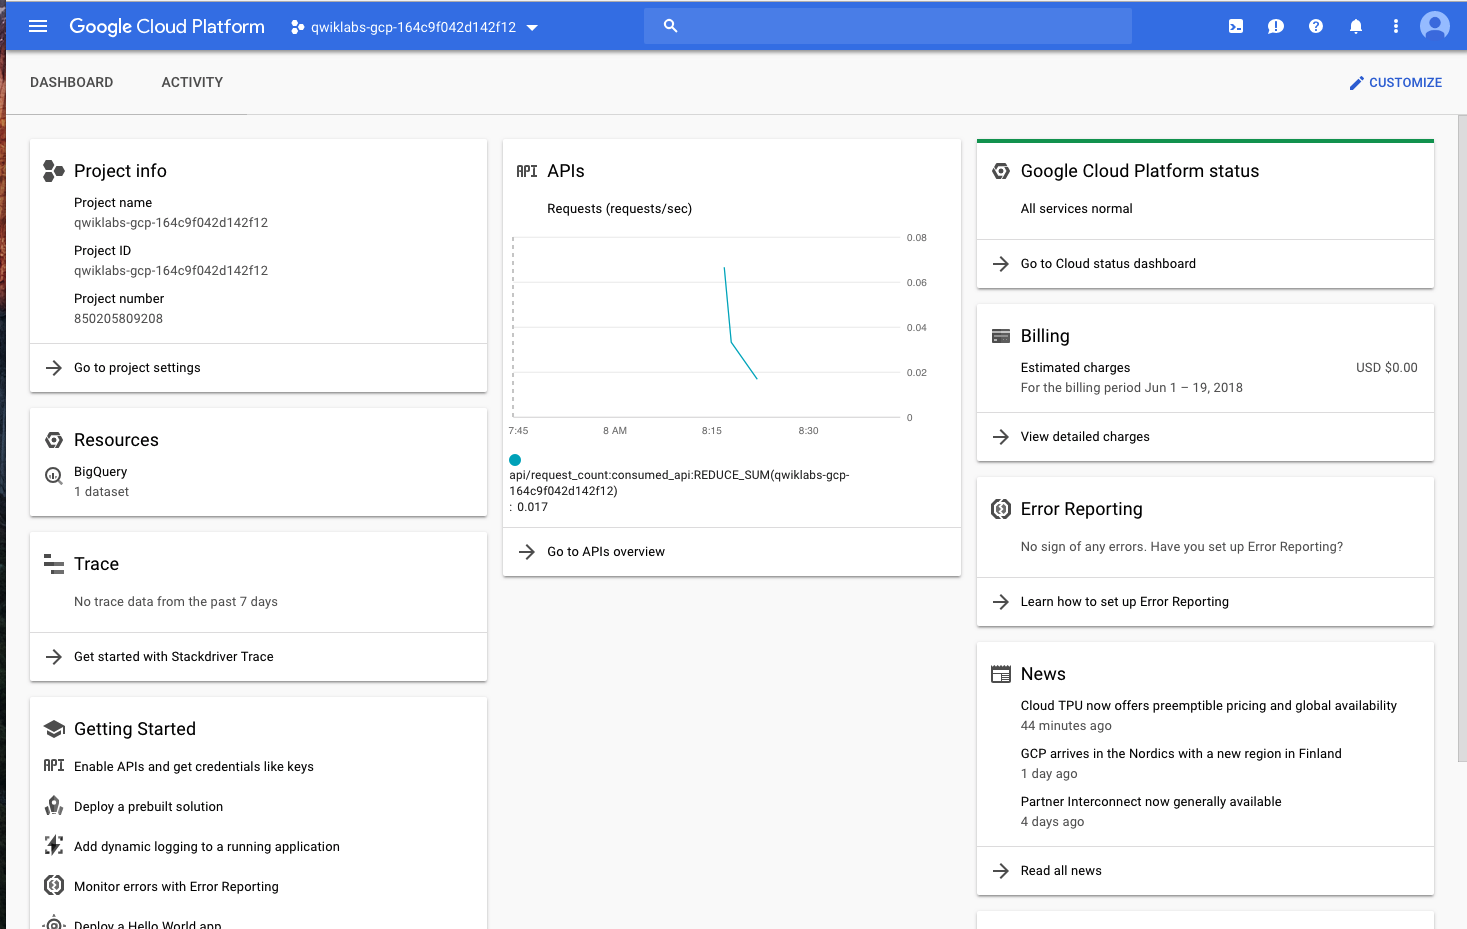 Google Cloud Platform
qwiklabs-gcp-164c9f042d142f12
DASHBOARD
ACTIVITY
CUSTOMIZE
Project info
Project name
qwiklabs-gcp-164c9f042d142f12
Project ID
qwiklabs-gcp-164c9f042d142f12
Project number
850205809208
Go to project settings
Resources
BigQuery
1 dataset
Trace
No trace data from the past 7 days
Get started with Stackdriver Trace
Getting Started
API Enable APIs and get credentials like keys
Deploy a prebuilt solution
Add dynamic logging to a running application
Monitor errors with Error Reporting
Deploy a Hello World app
API APIs
Requests (requests/sec)
0.08
0.06
0.04
0.02
0
7:45 8 AM 8:15 8:30
api/request_count:consumed_api:REDUCE_SUM(qwiklabs-gcp-
164c9f042d142f12)
: 0.017
Go to APIs overview
Google Cloud Platform status
All services normal
Go to Cloud status dashboard
Billing
Estimated charges USD $0.00
For the billing period Jun 1 – 19, 2018
View detailed charges
Error Reporting
No sign of any errors. Have you set up Error Reporting?
Learn how to set up Error Reporting
News
Cloud TPU now offers preemptible pricing and global availability
44 minutes ago
GCP arrives in the Nordics with a new region in Finland
1 day ago
Partner Interconnect now generally available
4 days ago
Read all news